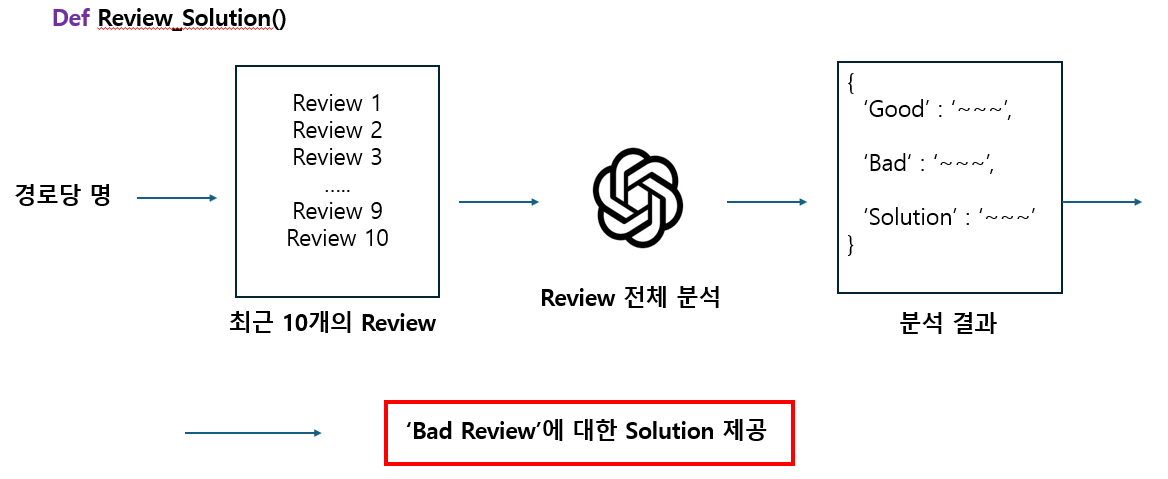 Def Review_Solution()
경로당 명
Review 1
Review 2
Review 3
…..
Review 9
Review 10
최근 10개의 Review
Review 전체 분석
{
‘Good’ : ‘~~~’,
‘Bad‘ : ‘~~~’,
‘Solution’ : ‘~~~’
}
분석 결과
‘Bad Review’에 대한 Solution 제공